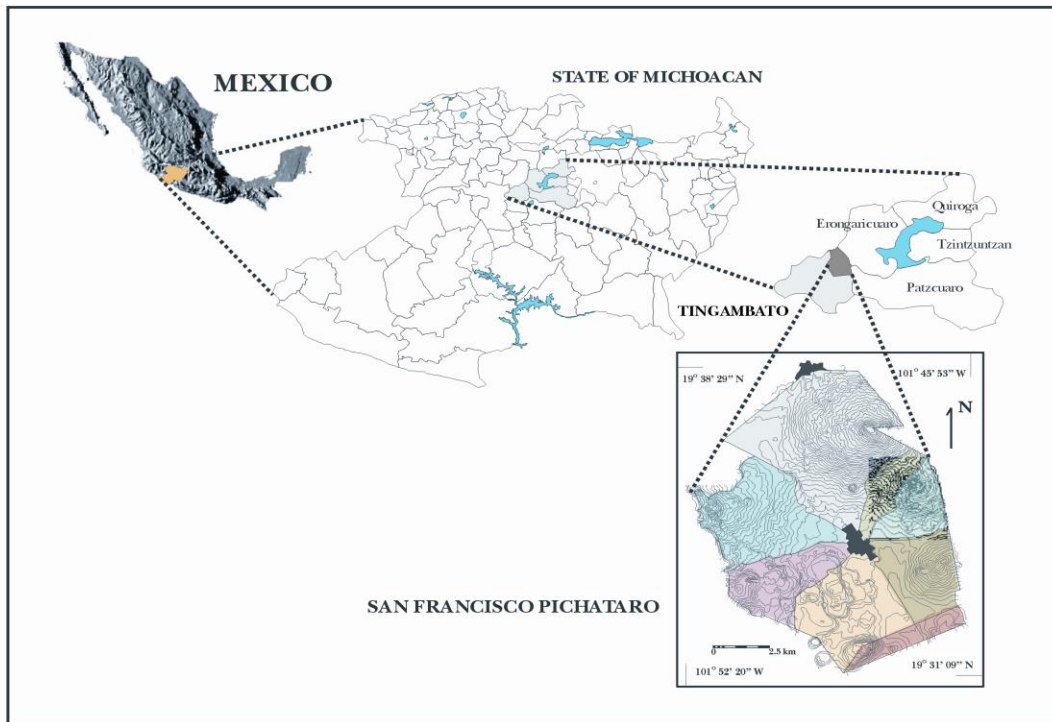 MEXICO
STATE OF MICHOACAN
Quiroga
Erongaricuaro
Tzintzuntzan
Patzcuaro
TINGAMBATO
19° 38' 29" N
101° 45' 53" W
N
SAN FRANCISCO PICHATARO
0 2.5 km
101° 52' 20" W
19° 31' 09" N